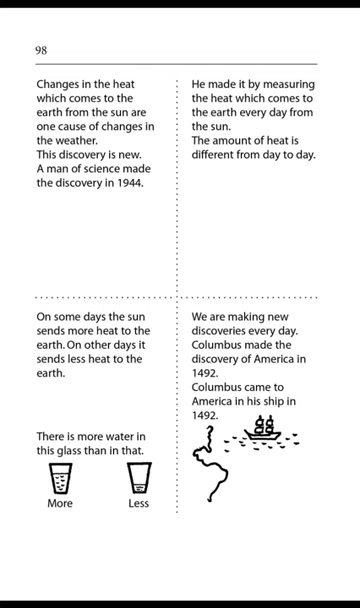 98
Changes in the heat
which comes to the
earth from the sun are
one cause of changes in
the weather.
This discovery is new.
A man of science made
the discovery in 1944.
He made it by measuring
the heat which comes to
the earth every day from
the sun.
The amount of heat is
different from day to day.
On some days the sun
sends more heat to the
earth. On other days it
sends less heat to the
earth.
There is more water in
this glass than in that.
More
Less
We are making new
discoveries every day.
Columbus made the
discovery of America in
1492.
Columbus came to
America in his ship in
1492.